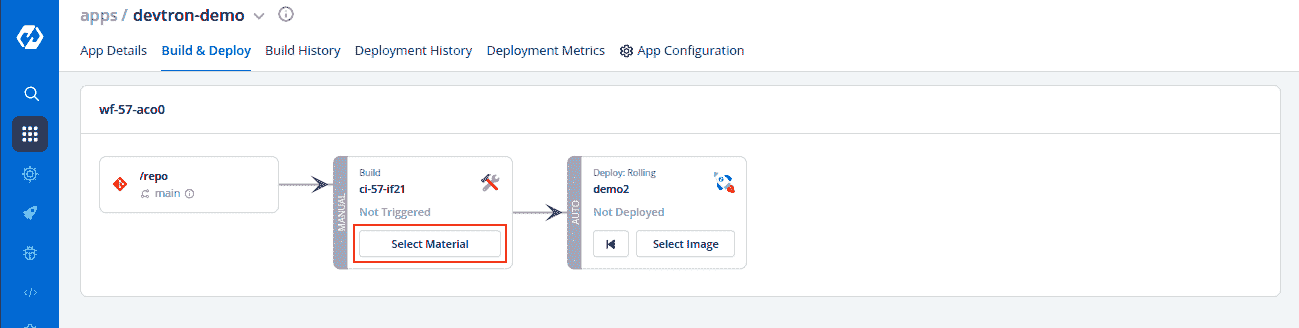 apps / devtron-demo
App Details Build & Deploy Build History Deployment History Deployment Metrics App Configuration
wf-57-aco0
/repo
main
MANUAL
Build
ci-57-if21
Not Triggered
Select Material
AUTO
Deploy: Rolling
demo2
Not Deployed
Select Image